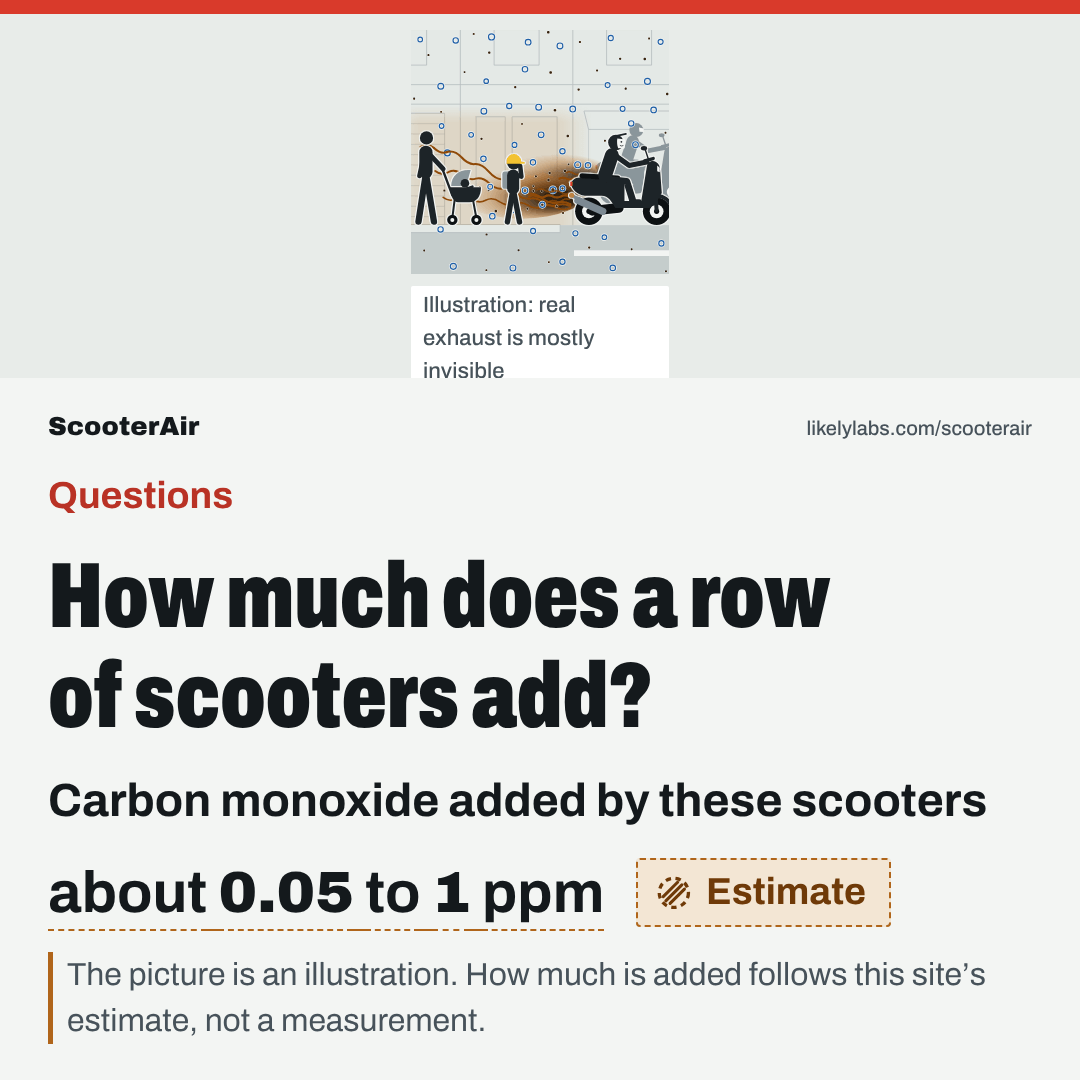 Illustration: real
exhaust is mostly
invisible
ScooterAir
likelylabs.com/scooterair
Questions
How much does a row
of scooters add?
Carbon monoxide added by these scooters
about 0.05 to 1 ppm
Estimate
The picture is an illustration. How much is added follows this site’s
estimate, not a measurement.